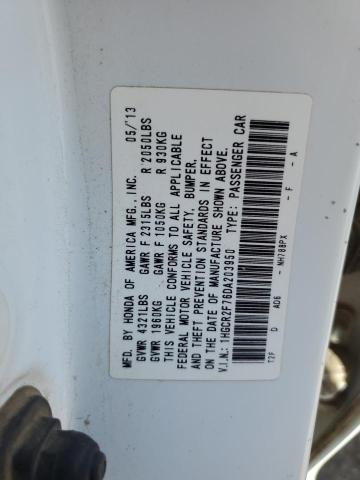 MFD. BY HONDA OF AMERICA MFG., INC. 05/'13
GVWR 4321LBS GAWR F 2315LBS R 2050LBS
GVWR 1960KG GAWR F 1050KG R 930KG
THIS VEHICLE CONFORMS TO ALL APPLICABLE
FEDERAL MOTOR VEHICLE SAFETY, BUMPER,
AND THEFT PREVENTION STANDARDS IN EFFECT
ON THE DATE OF MANUFACTURE SHOWN ABOVE.
V.I.N.: 1HGCR2F76DA203950 TYPE: PASSENGER CAR
T2F D AD6 - NH788PX - F - A